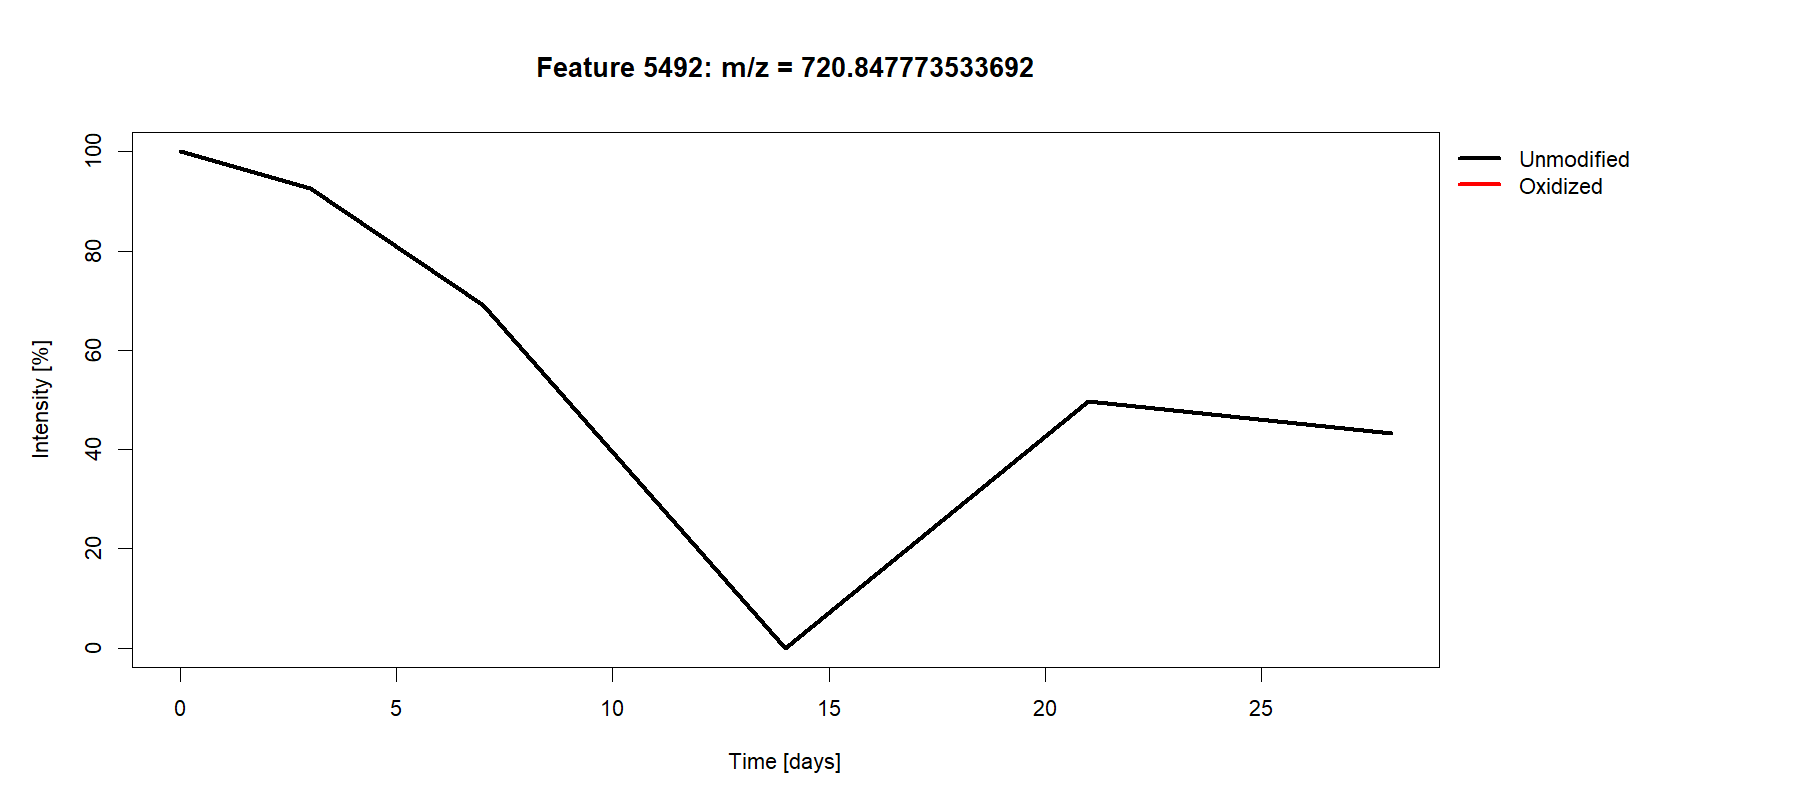 Feature 5492: m/z = 720.847773533692
Unmodified
Oxidized
Intensity [%]
100
80
60
40
20
0
0 5 10 15 20 25
Time [days]